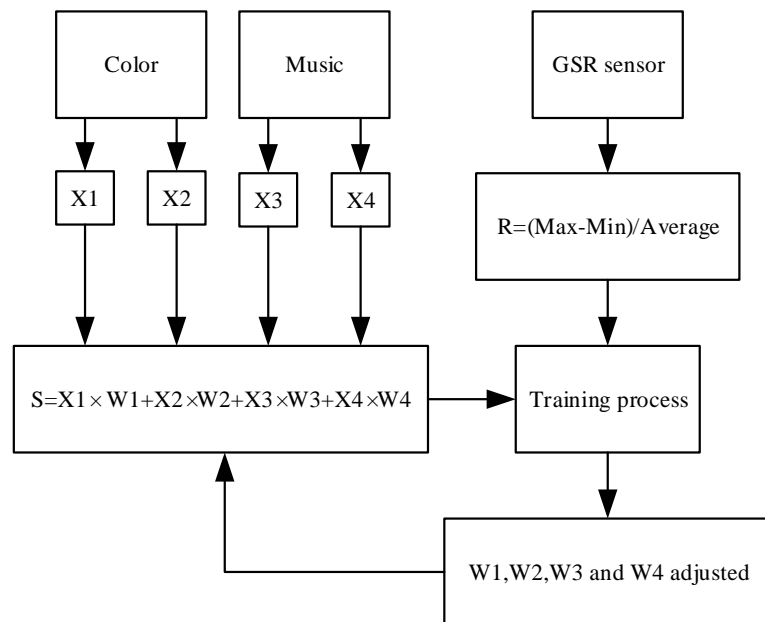 Color
Music
GSR sensor
X1
X2
X3
X4
R=(Max-Min)/Average
S=X1×W1+X2×W2+X3×W3+X4×W4
Training process
W1,W2,W3 and W4 adjusted